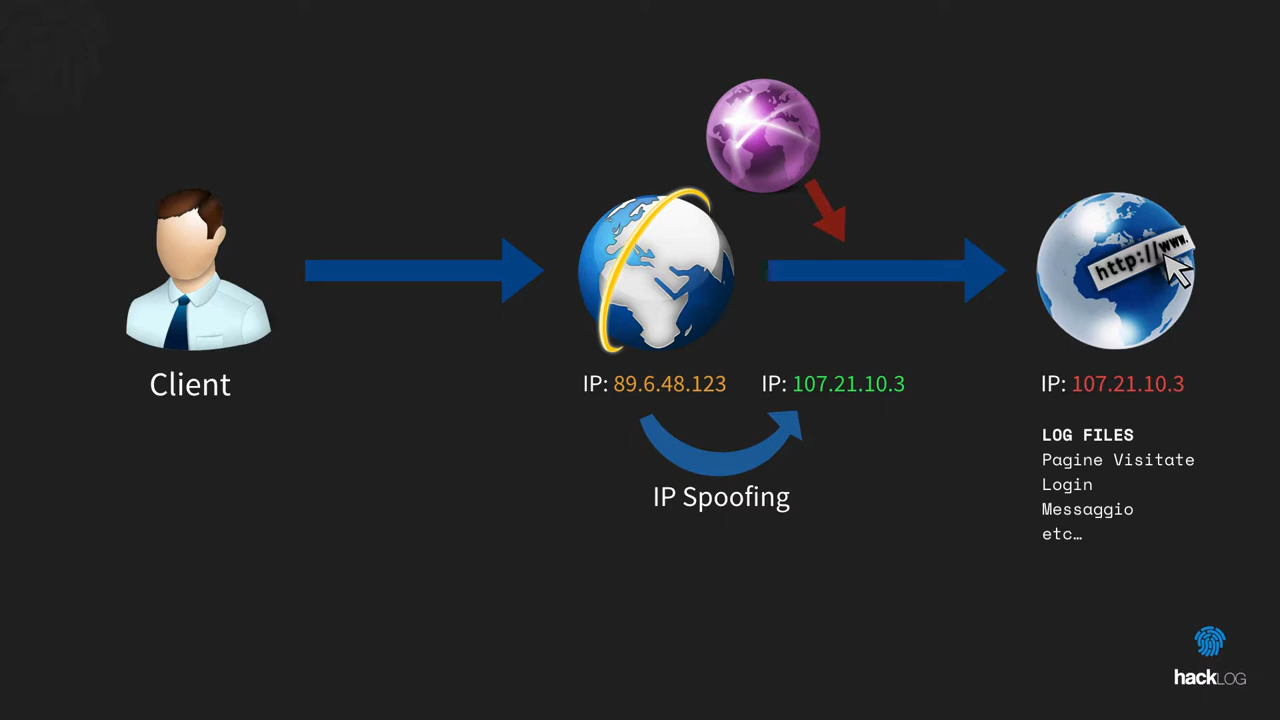 http://www.
Client
IP: 89.6.48.123
IP: 107.21.10.3
IP: 107.21.10.3
IP Spoofing
LOG FILES
Pagine Visitate
Login
Messaggio
etc…
hackLOG